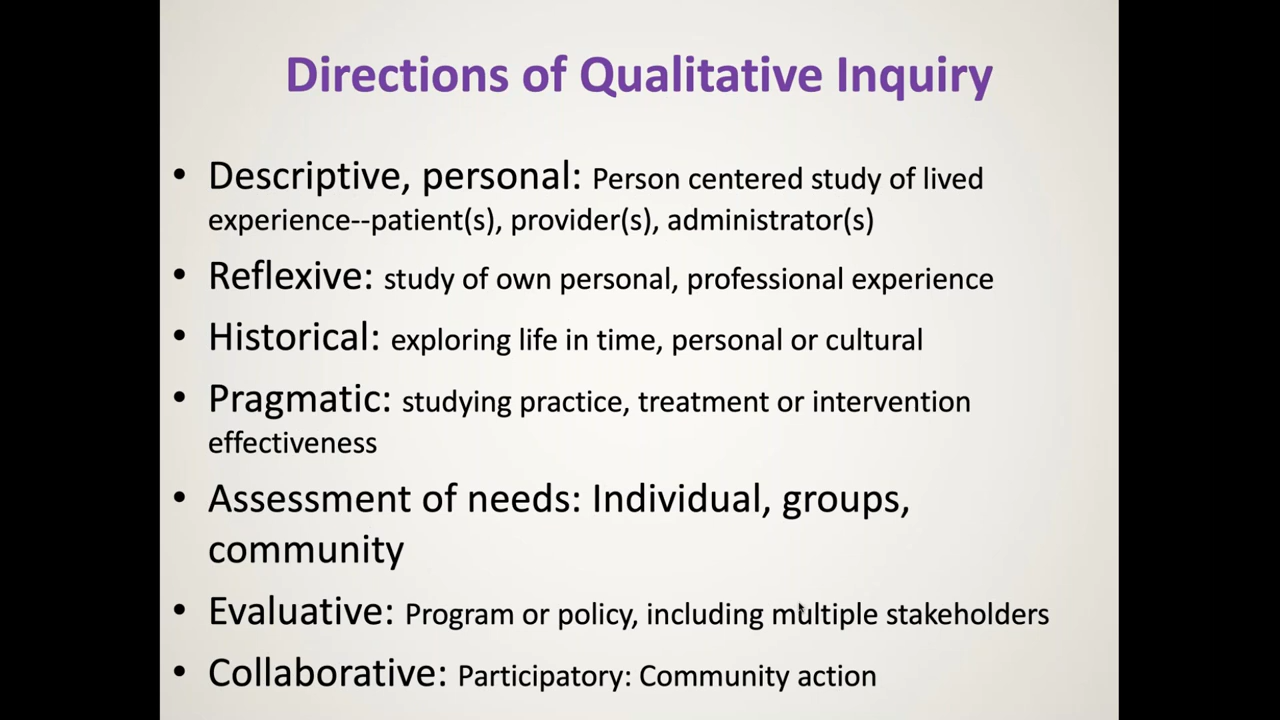 Directions of Qualitative Inquiry
• Descriptive, personal: Person centered study of lived
experience--patient(s), provider(s), administrator(s)
• Reflexive: study of own personal, professional experience
• Historical: exploring life in time, personal or cultural
• Pragmatic: studying practice, treatment or intervention
effectiveness
• Assessment of needs: Individual, groups,
community
• Evaluative: Program or policy, including multiple stakeholders
• Collaborative: Participatory: Community action